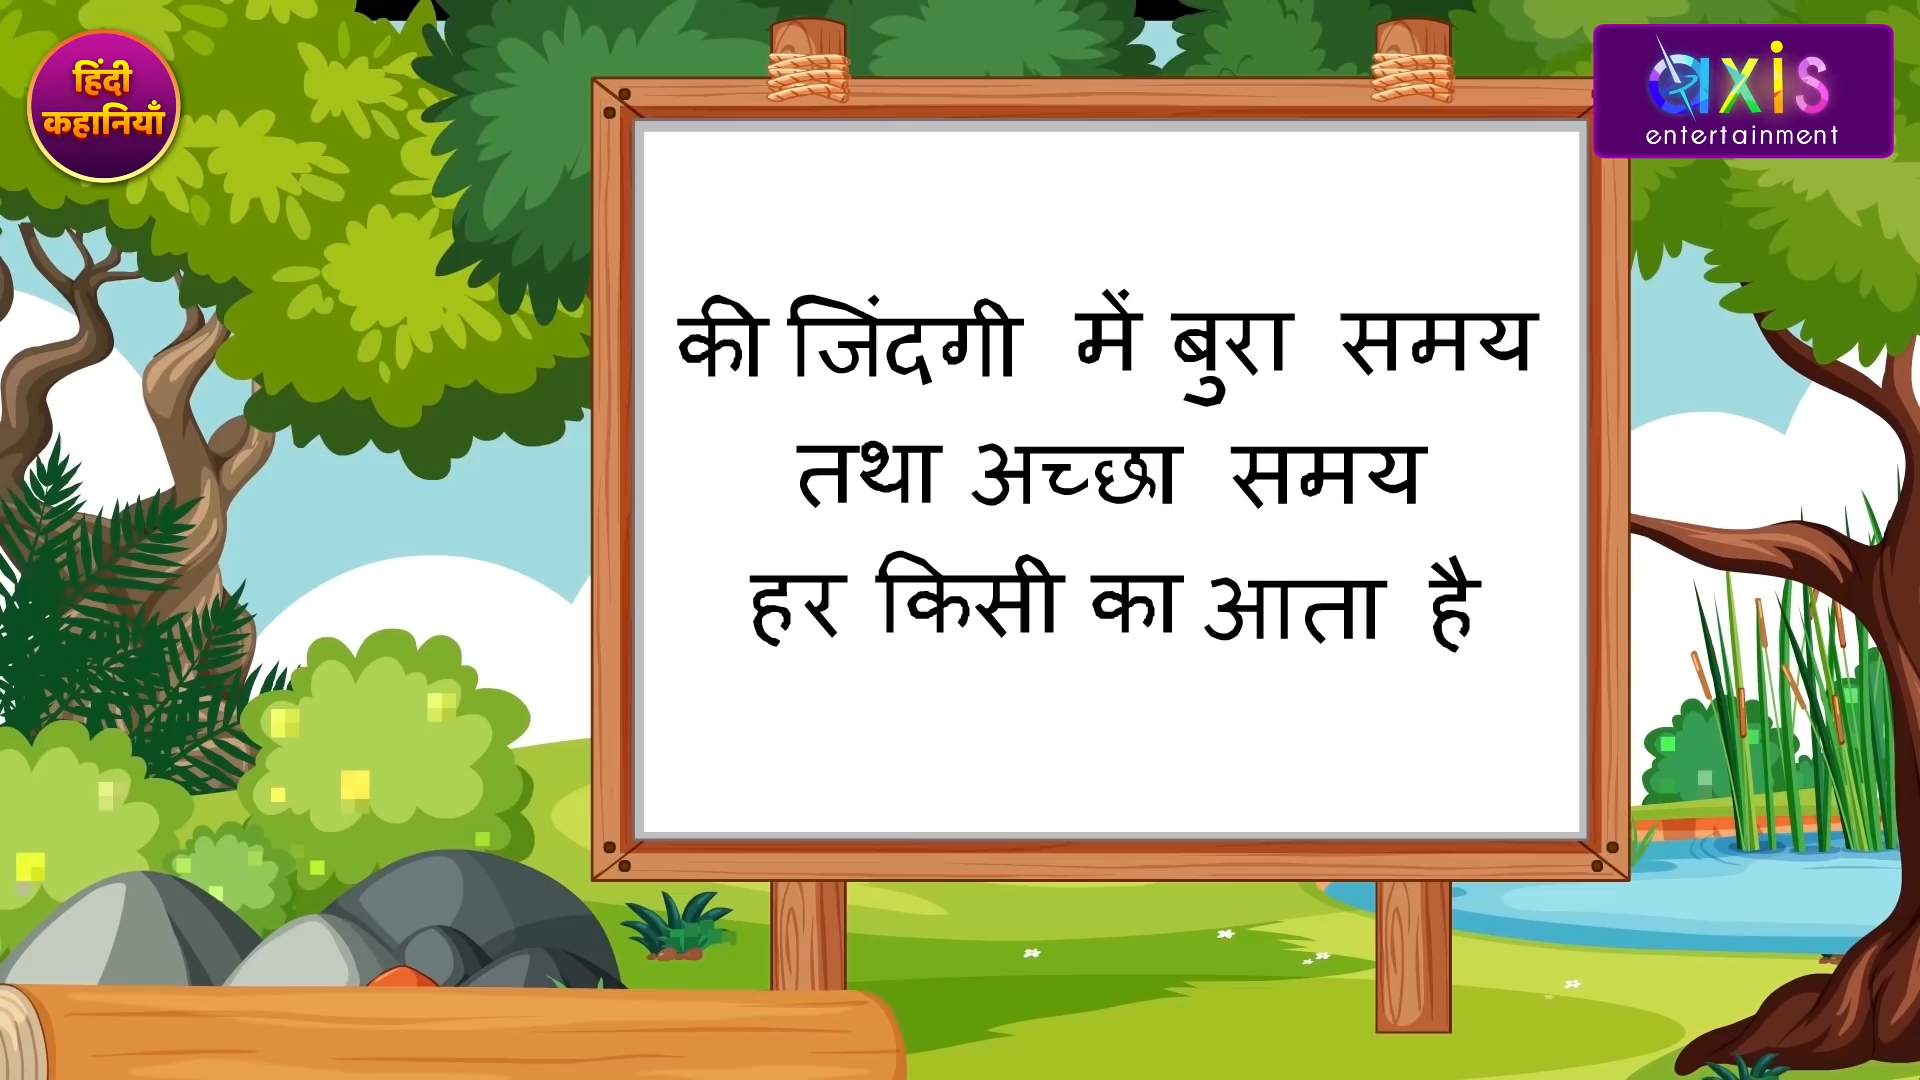 हिंदी
कहानियाँ
axis
entertainment
की जिंदगी में बुरा समय
तथा अच्छा समय
हर किसी का आता है